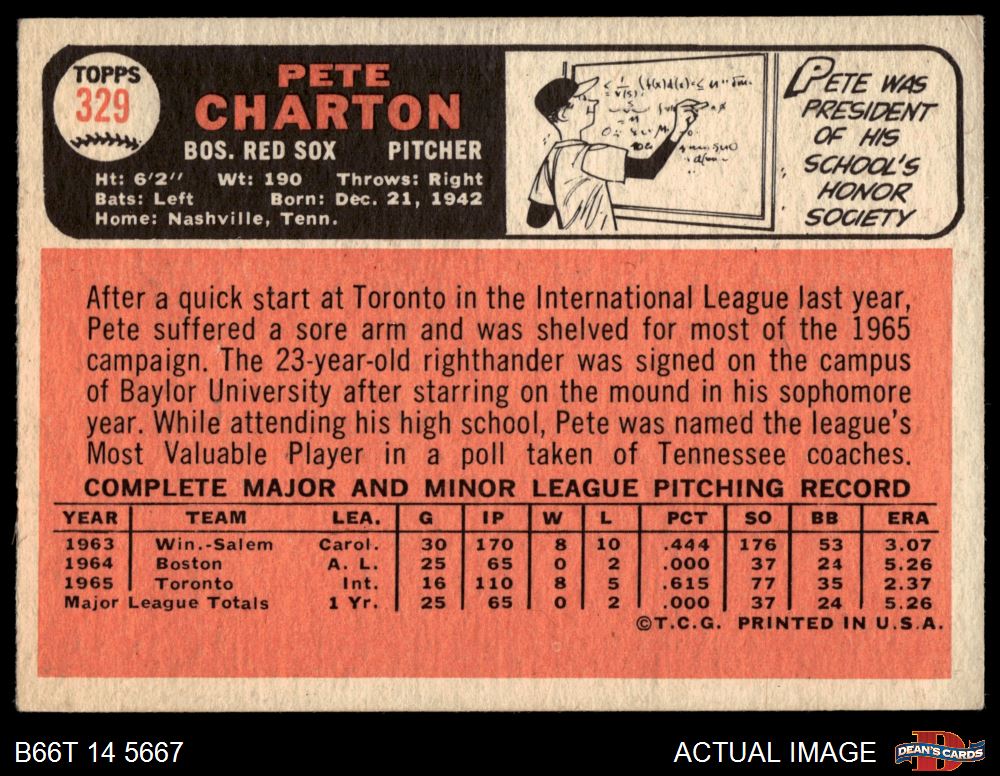 TOPPS
329
PETE
CHARTON
BOS. RED SOX PITCHER
Ht: 6'2" Wt: 190 Throws: Right
Bats: Left Born: Dec. 21, 1942
Home: Nashville, Tenn.
PETE WAS
PRESIDENT
OF HIS
SCHOOL'S
HONOR
SOCIETY
After a quick start at Toronto in the International League last year,
Pete suffered a sore arm and was shelved for most of the 1965
campaign. The 23-year-old righthander was signed on the campus
of Baylor University after starring on the mound in his sophomore
year. While attending his high school, Pete was named the league's
Most Valuable Player in a poll taken of Tennessee coaches.
COMPLETE MAJOR AND MINOR LEAGUE PITCHING RECORD
YEAR TEAM LEA. G IP W L PCT SO BB ERA
1963 Win.-Salem Carol. 30 170 8 10 .444 176 53 3.07
1964 Boston A. L. 25 65 0 2 .000 37 24 5.26
1965 Toronto Int. 16 110 8 5 .615 77 35 2.37
Major League Totals 1 Yr. 25 65 0 2 .000 37 24 5.26
©T.C.G. PRINTED IN U.S.A.
B66T 14 5667
ACTUAL IMAGE
DEAN'S CARDS